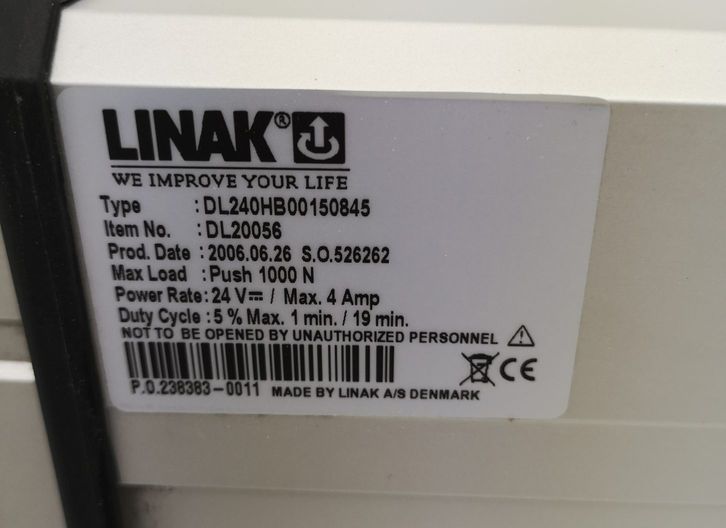 LINAK®
WE IMPROVE YOUR LIFE
Type : DL240HB00150845
Item No. : DL20056
Prod. Date : 2006.06.26 S.O.526262
Max Load : Push 1000 N
Power Rate: 24 V⎓ / Max. 4 Amp
Duty Cycle : 5 % Max. 1 min. / 19 min.
NOT TO BE OPENED BY UNAUTHORIZED PERSONNEL
CE
P.O.238383-0011 MADE BY LINAK A/S DENMARK